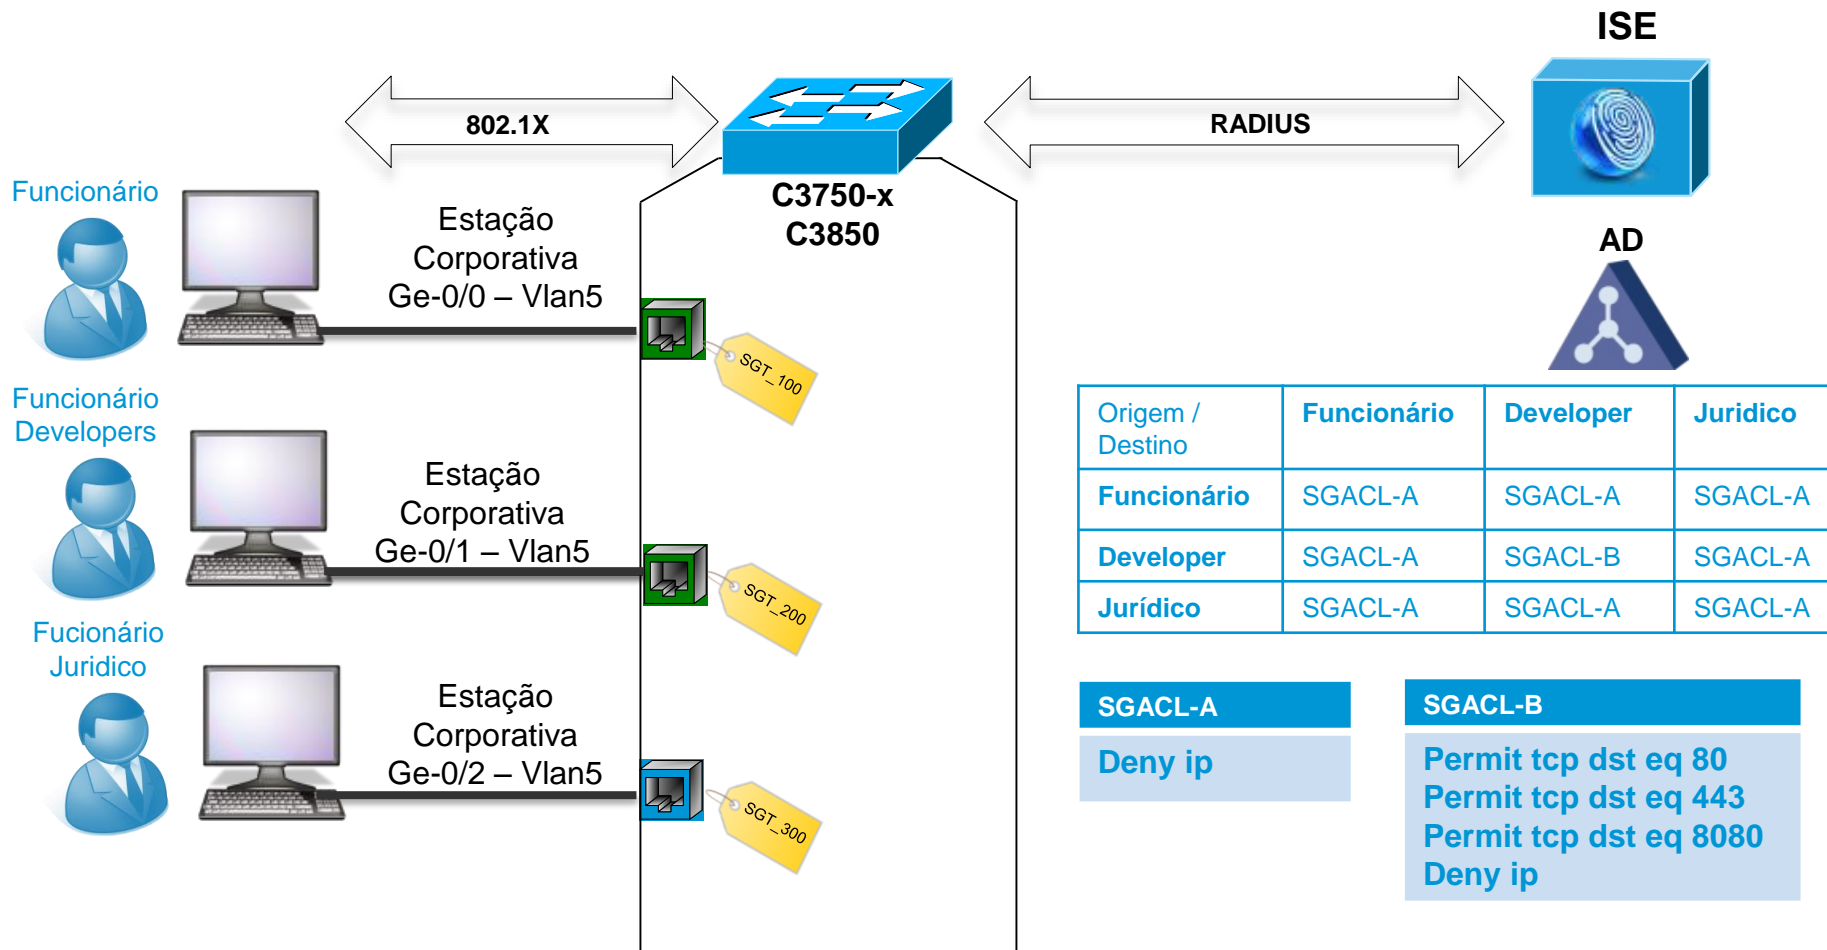 ISE
802.1X
RADIUS
C3750-x
C3850
Funcionário
Estação
Corporativa
Ge-0/0 – Vlan5
SGT_100
AD
Funcionário
Developers
Estação
Corporativa
Ge-0/1 – Vlan5
SGT_200
Fucionário
Juridico
Estação
Corporativa
Ge-0/2 – Vlan5
SGT_300
Origem /
Destino
Funcionário
Developer
Juridico
Funcionário
SGACL-A
SGACL-A
SGACL-A
Developer
SGACL-A
SGACL-B
SGACL-A
Jurídico
SGACL-A
SGACL-A
SGACL-A
SGACL-A
Deny ip
SGACL-B
Permit tcp dst eq 80
Permit tcp dst eq 443
Permit tcp dst eq 8080
Deny ip